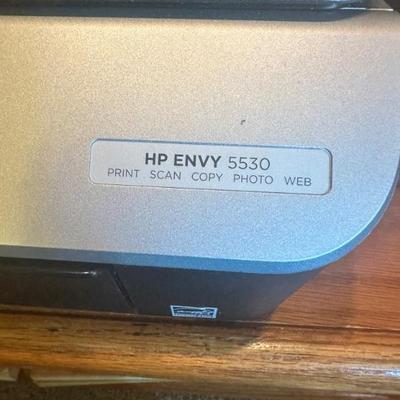 HP ENVY 5530
PRINT SCAN COPY PHOTO WEB